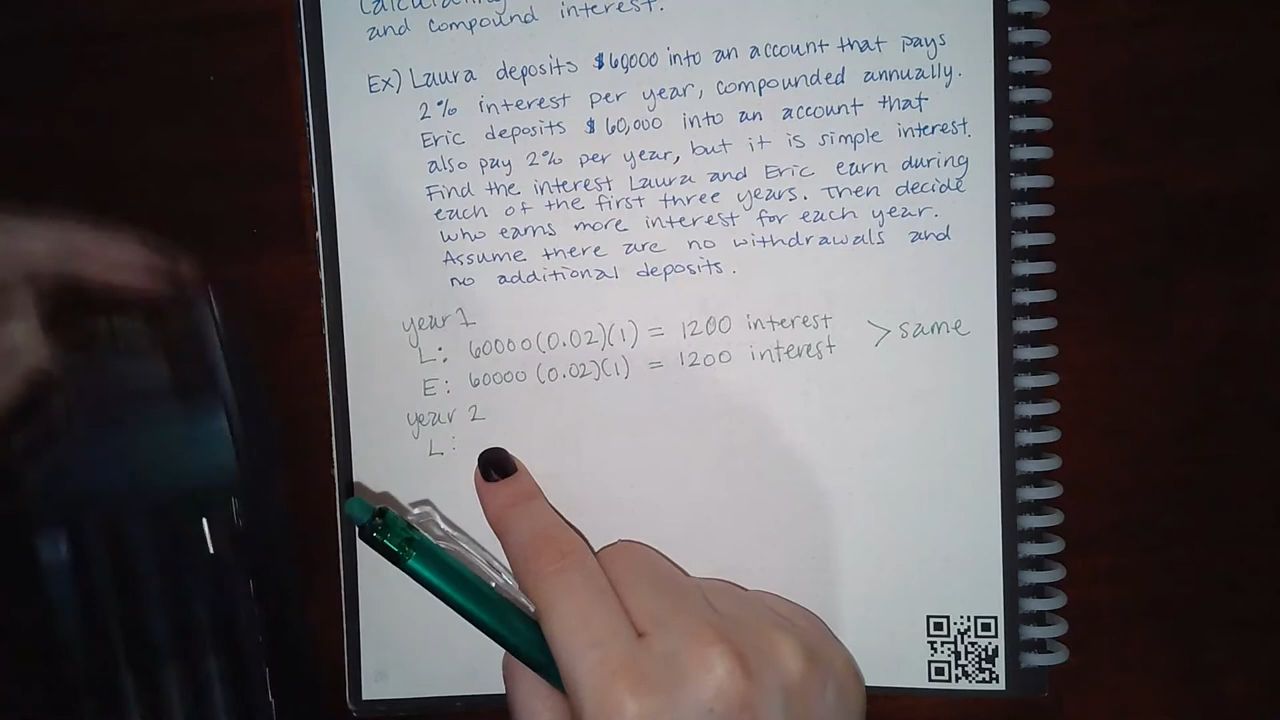 and compound interest.
Ex) Laura deposits $60000 into an account that pays
2% interest per year, compounded annually.
Eric deposits $60,000 into an account that
also pay 2% per year, but it is simple interest.
Find the interest Laura and Eric earn during
each of the first three years. Then decide
who earns more interest for each year.
Assume there are no withdrawals and
no additional deposits.
year 1
L: 60000(0.02)(1) = 1200 interest
> same
E: 60000(0.02)(1) = 1200 interest
year 2
L: